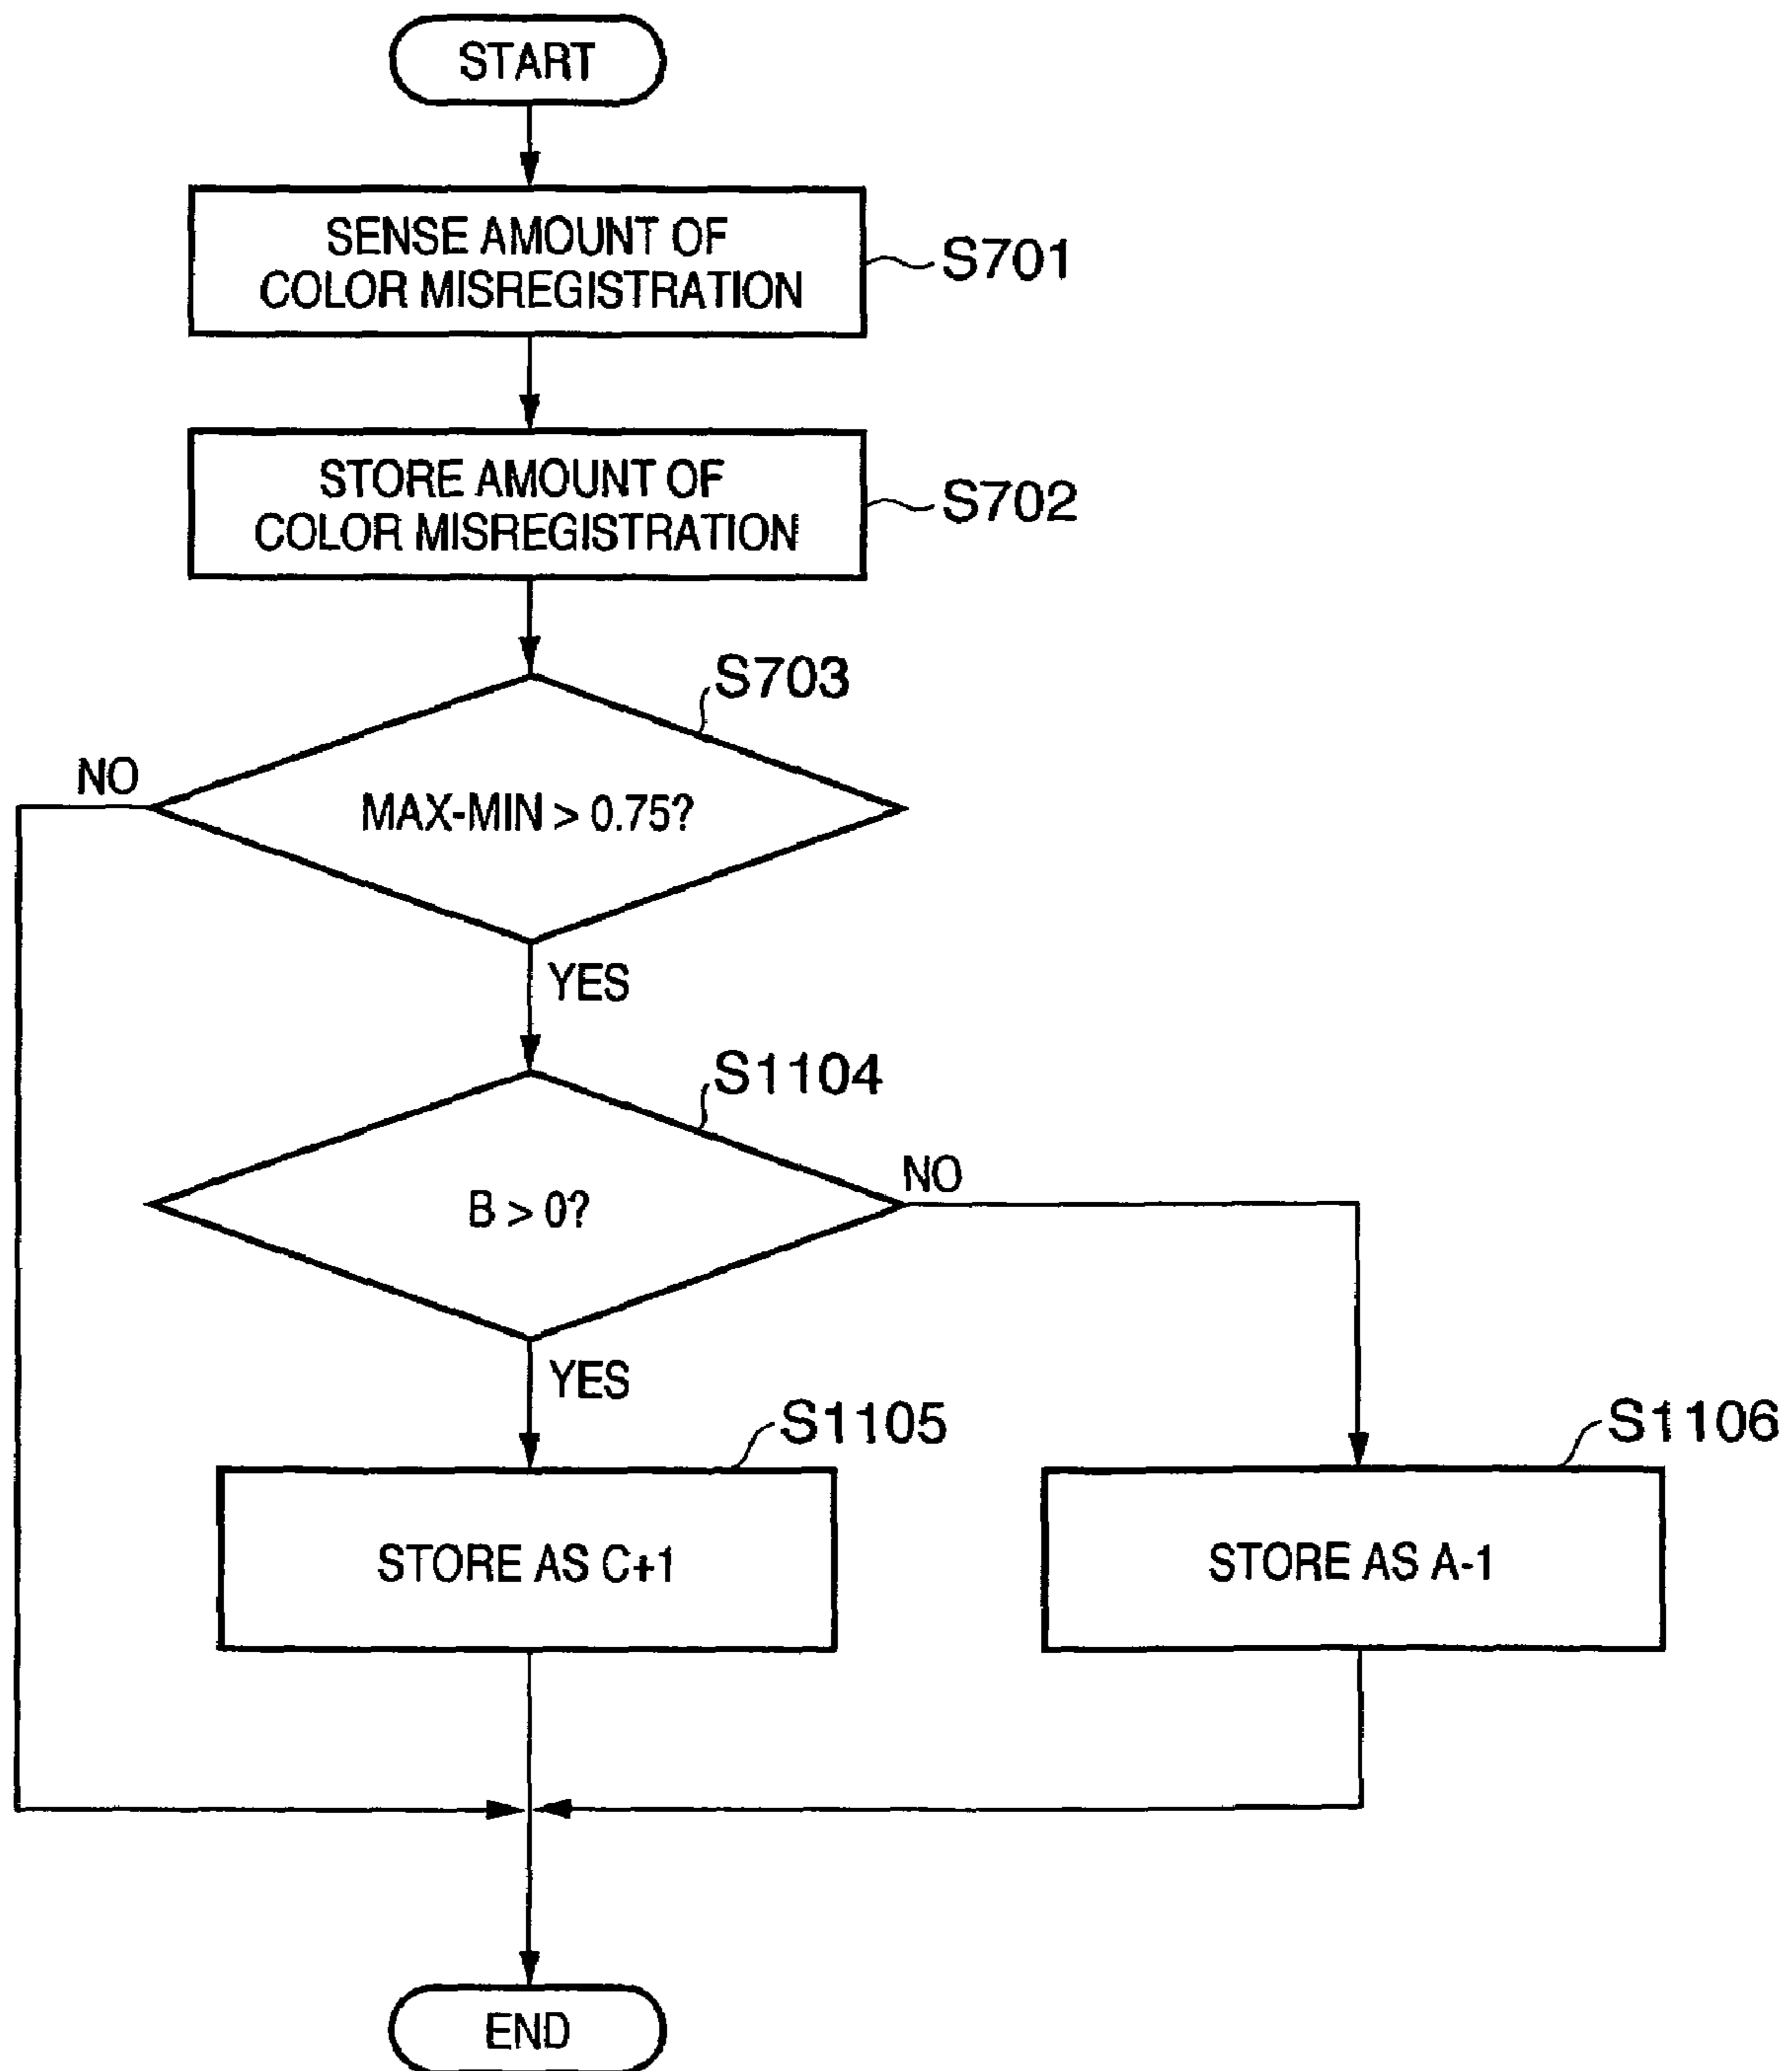 START
SENSE AMOUNT OF
COLOR MISREGISTRATION
S701
STORE AMOUNT OF
COLOR MISREGISTRATION
S702
S703
NO
MAX-MIN > 0.75?
YES
S1104
NO
B > 0?
YES
S1105
S1106
STORE AS C+1
STORE AS A-1
END